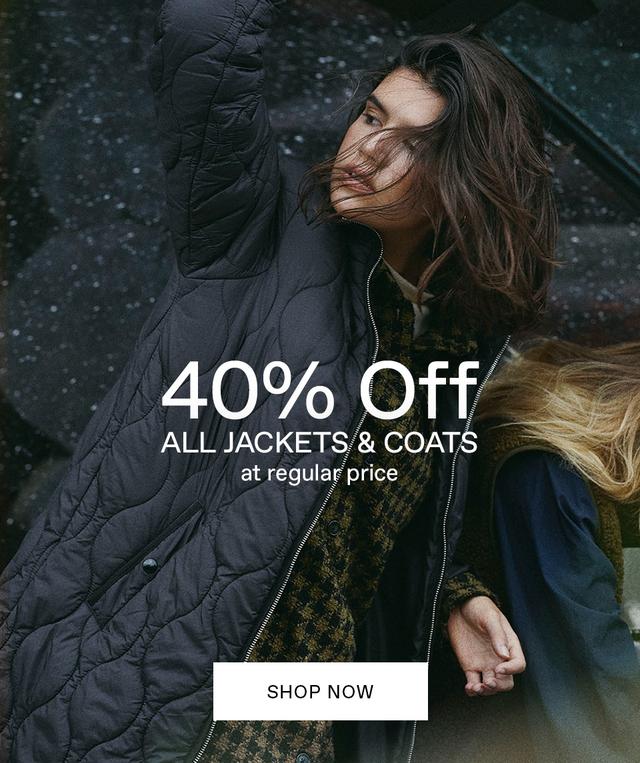 40% Off
ALL JACKETS & COATS
at regular price
SHOP NOW